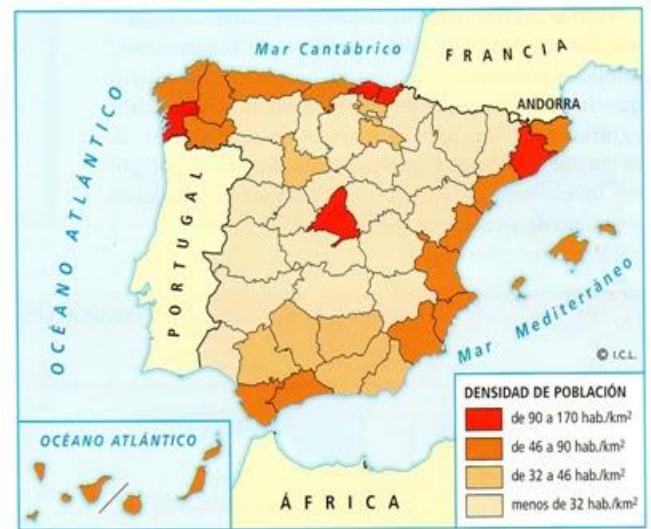 Mar Cantábrico
FRANCIA
ANDORRA
OCÉANO ATLÁNTICO
PORTUGAL
Mar Mediterráneo
© I.C.L.
DENSIDAD DE POBLACIÓN
de 90 a 170 hab./km²
de 46 a 90 hab./km²
de 32 a 46 hab./km²
menos de 32 hab./km²
OCÉANO ATLÁNTICO
ÁFRICA